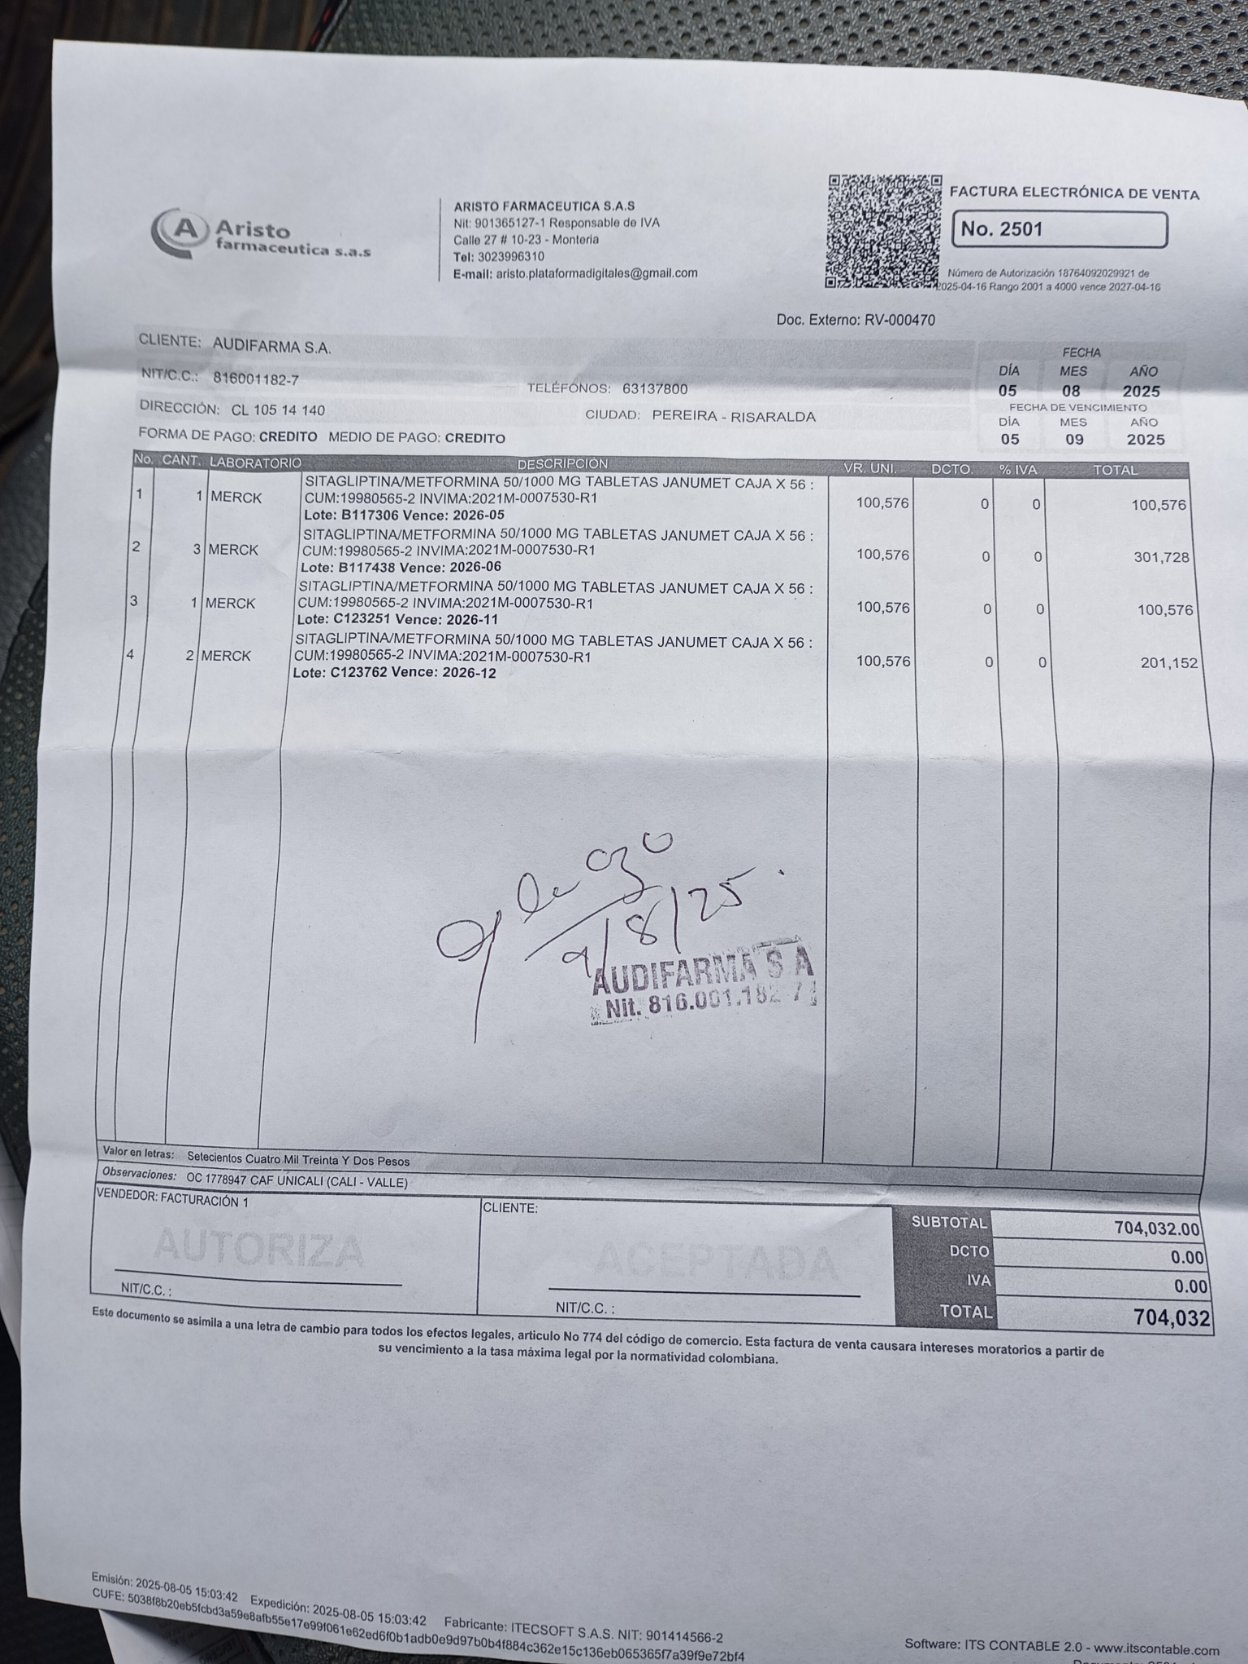 Aristo
farmaceutica s.a.s
ARISTO FARMACEUTICA S.A.S
Nit: 901365127-1 Responsable de IVA
Calle 27 # 10-23 - Monteria
Tel: 3023996310
E-mail: aristo.plataformadigitales@gmail.com
FACTURA ELECTRÓNICA DE VENTA
No. 2501
Número de Autorización 18764092029921 de
2025-04-16 Rango 2001 a 4000 vence 2027-04-16
Doc. Externo: RV-000470
CLIENTE: AUDIFARMA S.A.
NIT/C.C.: 816001182-7
TELÉFONOS: 63137800
DIRECCIÓN: CL 105 14 140
CIUDAD: PEREIRA - RISARALDA
FORMA DE PAGO: CREDITO MEDIO DE PAGO: CREDITO
FECHA
DÍA MES AÑO
05 08 2025
FECHA DE VENCIMIENTO
DÍA MES AÑO
05 09 2025
No. CANT. LABORATORIO DESCRIPCIÓN VR. UNI. DCTO. % IVA TOTAL
SITAGLIPTINA/METFORMINA 50/1000 MG TABLETAS JANUMET CAJA X 56 :
1 1 MERCK CUM:19980565-2 INVIMA:2021M-0007530-R1 100,576 0 0 100,576
Lote: B117306 Vence: 2026-05
SITAGLIPTINA/METFORMINA 50/1000 MG TABLETAS JANUMET CAJA X 56 :
2 3 MERCK CUM:19980565-2 INVIMA:2021M-0007530-R1 100,576 0 0 301,728
Lote: B117438 Vence: 2026-06
SITAGLIPTINA/METFORMINA 50/1000 MG TABLETAS JANUMET CAJA X 56 :
3 1 MERCK CUM:19980565-2 INVIMA:2021M-0007530-R1 100,576 0 0 100,576
Lote: C123251 Vence: 2026-11
SITAGLIPTINA/METFORMINA 50/1000 MG TABLETAS JANUMET CAJA X 56 :
4 2 MERCK CUM:19980565-2 INVIMA:2021M-0007530-R1 100,576 0 0 201,152
Lote: C123762 Vence: 2026-12
/8/25
AUDIFARMA S A
Nit. 816.001.182 7
Valor en letras: Setecientos Cuatro Mil Treinta Y Dos Pesos
Observaciones: OC 1778947 CAF UNICALI (CALI - VALLE)
VENDEDOR: FACTURACIÓN 1
AUTORIZA
NIT/C.C. :
CLIENTE:
ACEPTADA
NIT/C.C. :
SUBTOTAL 704,032.00
DCTO 0.00
IVA 0.00
TOTAL 704,032
Este documento se asimila a una letra de cambio para todos los efectos legales, articulo No 774 del código de comercio. Esta factura de venta causara intereses moratorios a partir de
su vencimiento a la tasa máxima legal por la normatividad colombiana.
Emisión: 2025-08-05 15:03:42 Expedición: 2025-08-05 15:03:42 Fabricante: ITECSOFT S.A.S. NIT: 901414566-2
CUFE: 5038f8b20eb5fcbd3a59e8afb55e17e99f061e62ed6f0b1adb0e9d97b0b4f884c362e15c136eb065365f7a39f9e72bf4
Software: ITS CONTABLE 2.0 - www.itscontable.com